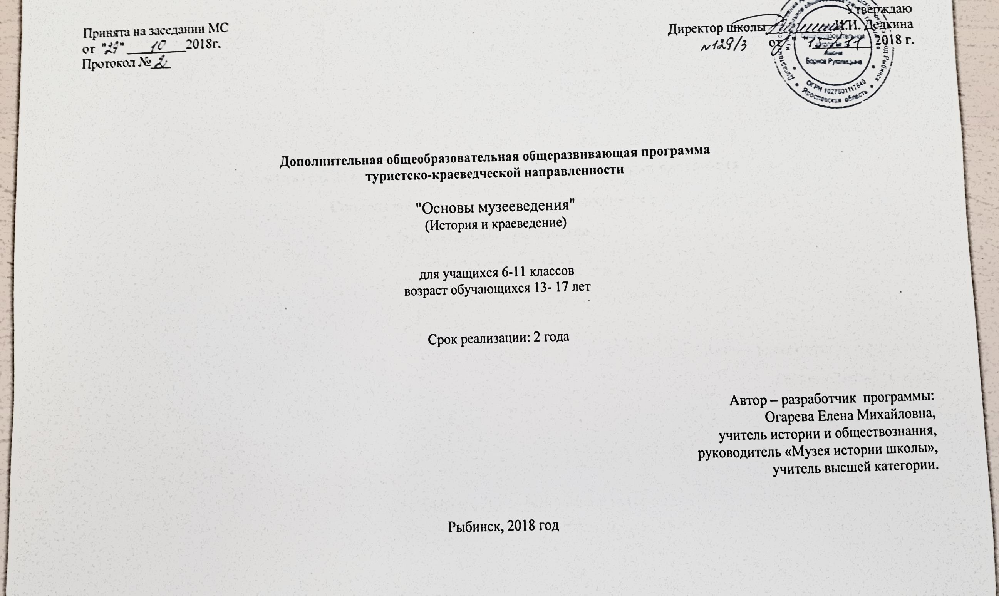 Принята на заседании МС
от "29" 10 2018г.
Протокол № 2
Утверждаю
Директор школы И.И. Дедкина
№129/3 от "15" 11 2018 г.
Бориса Рукавицына
ОГРН 1027601117640
Ярославская область
Дополнительная общеобразовательная общеразвивающая программа
туристско-краеведческой направленности
"Основы музееведения"
(История и краеведение)
для учащихся 6-11 классов
возраст обучающихся 13- 17 лет
Срок реализации: 2 года
Автор – разработчик программы:
Огарева Елена Михайловна,
учитель истории и обществознания,
руководитель «Музея истории школы»,
учитель высшей категории.
Рыбинск, 2018 год